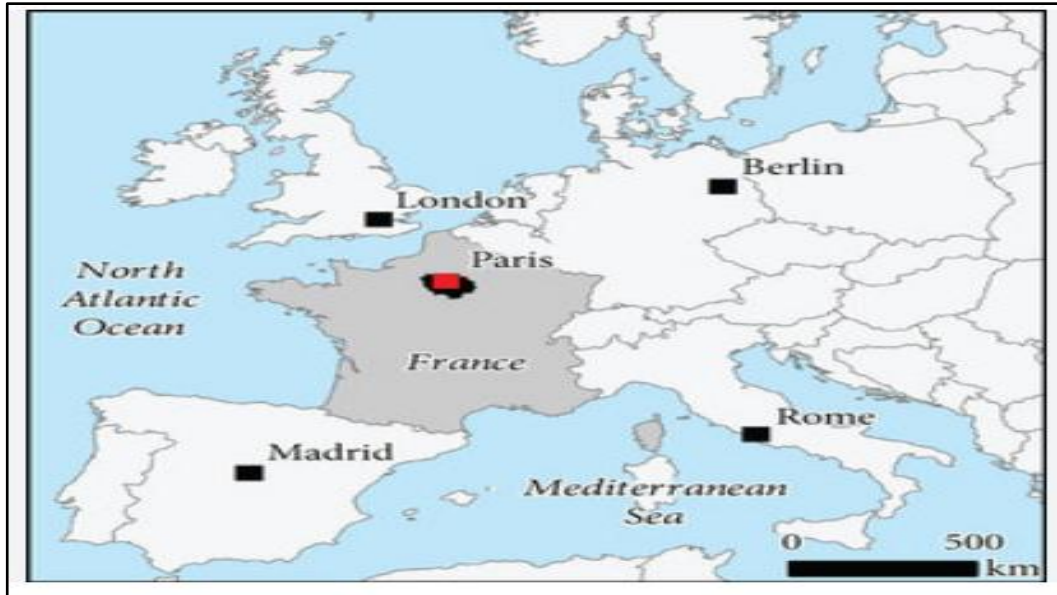 Berlin
London
Paris
North
Atlantic
Ocean
France
Rome
Madrid
Mediterranean
Sea
0 500
km